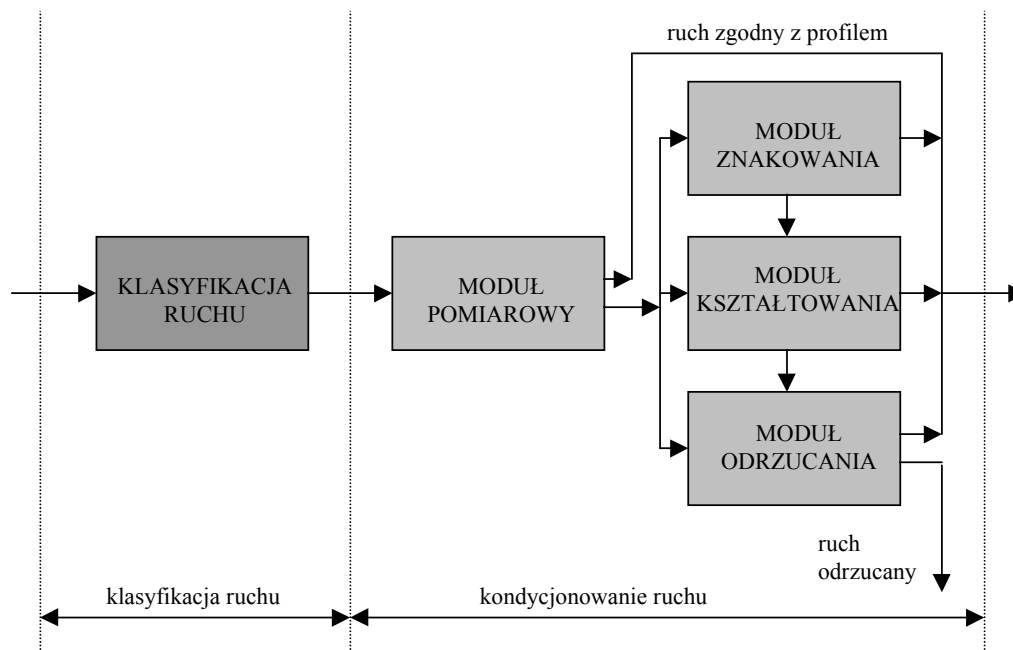 ruch zgodny z profilem
MODUŁ
ZNAKOWANIA
KLASYFIKACJA
RUCHU
MODUŁ
POMIAROWY
MODUŁ
KSZTAŁTOWANIA
MODUŁ
ODRZUCANIA
ruch
odrzucany
klasyfikacja ruchu
kondycjonowanie ruchu